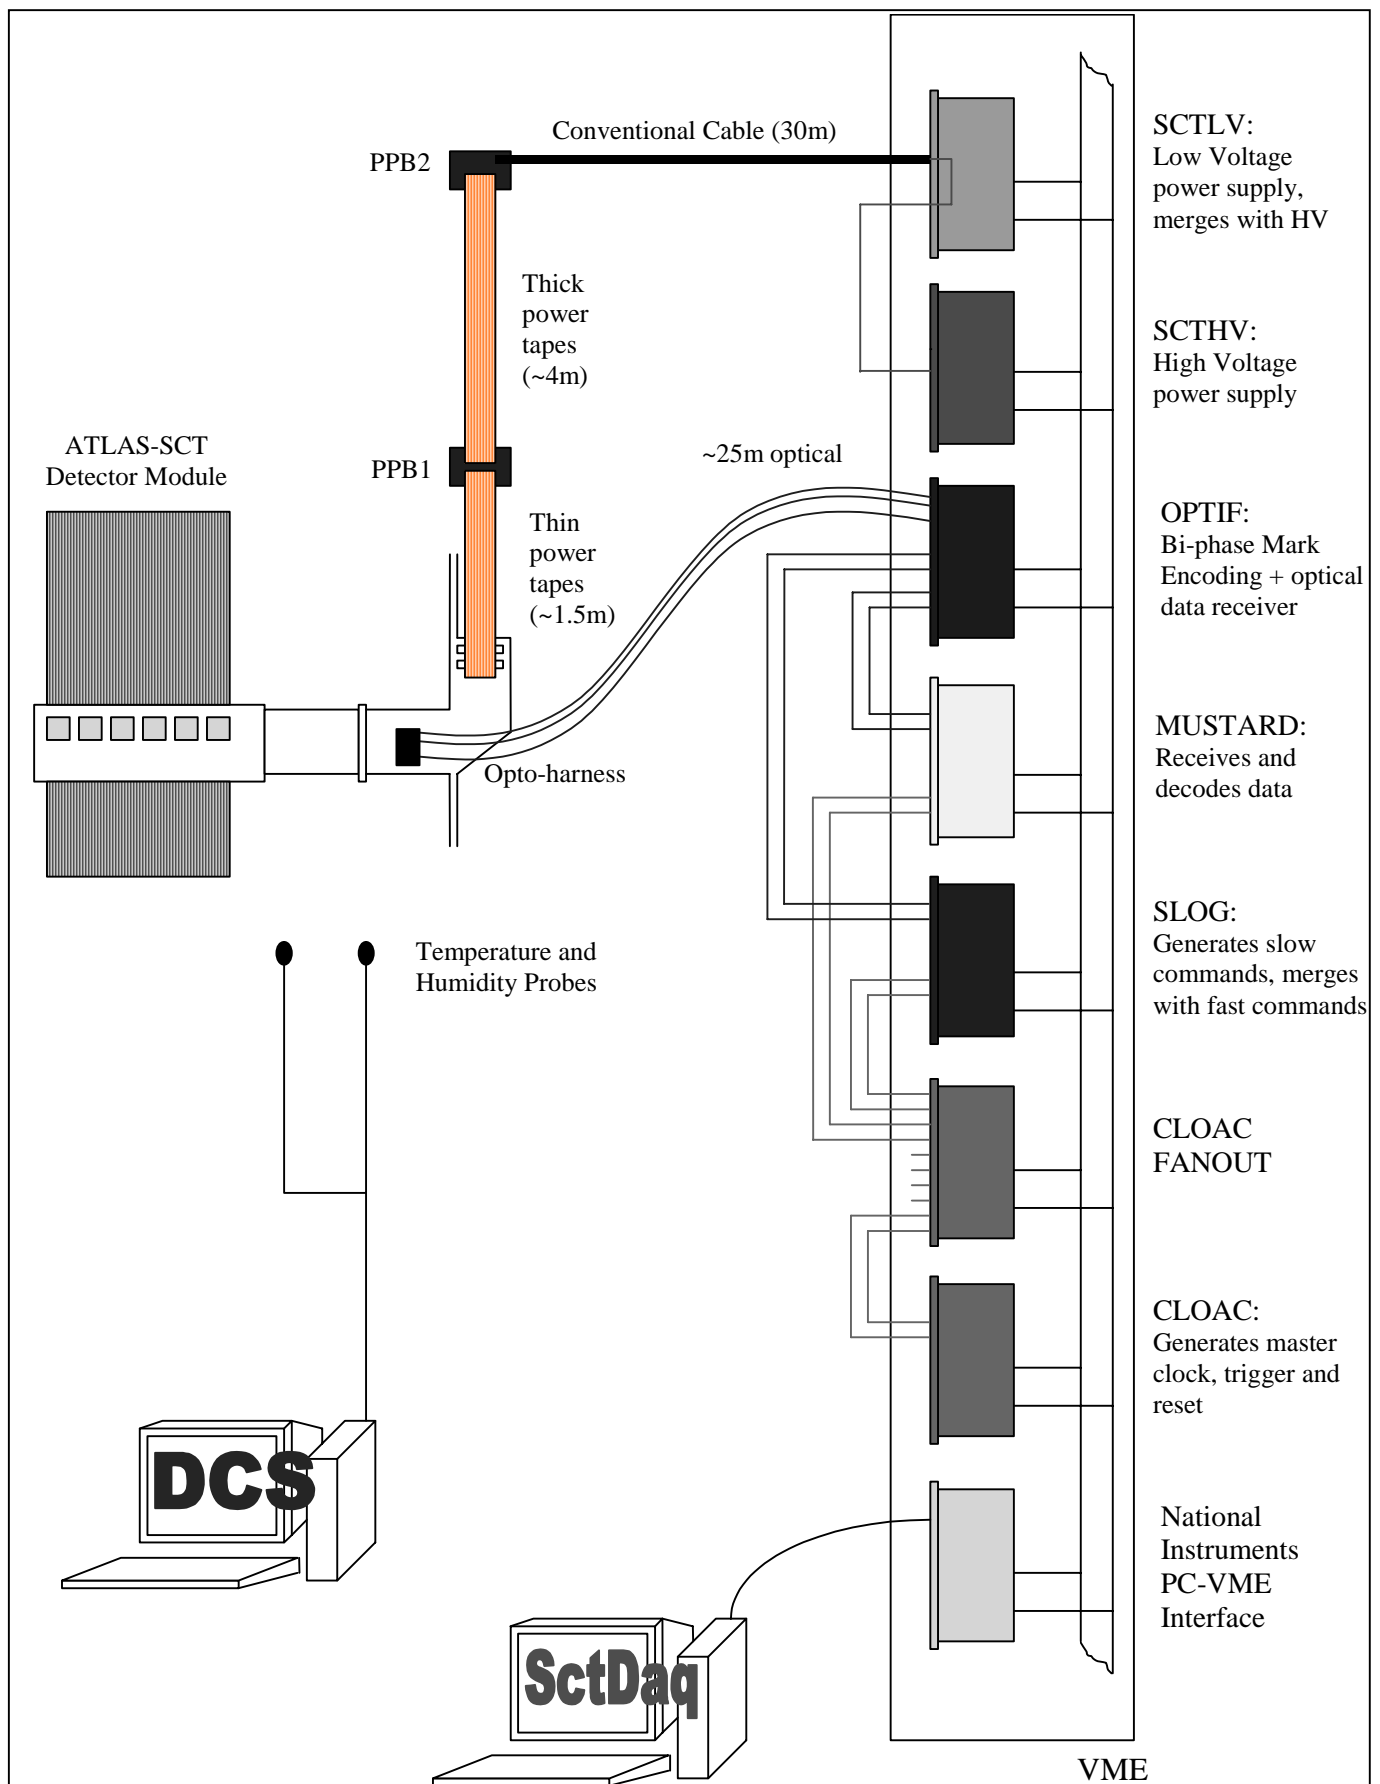 Conventional Cable (30m)
PPB2
SCTLV:
Low Voltage
power supply,
merges with HV
Thick
power
tapes
(~4m)
SCTHV:
High Voltage
power supply
ATLAS-SCT
Detector Module
PPB1
~25m optical
Thin
power
tapes
(~1.5m)
OPTIF:
Bi-phase Mark
Encoding + optical
data receiver
Opto-harness
MUSTARD:
Receives and
decodes data
SLOG:
Generates slow
commands, merges
with fast commands
Temperature and
Humidity Probes
CLOAC
FANOUT
CLOAC:
Generates master
clock, trigger and
reset
DCS
National
Instruments
PC-VME
Interface
SctDaq
VME